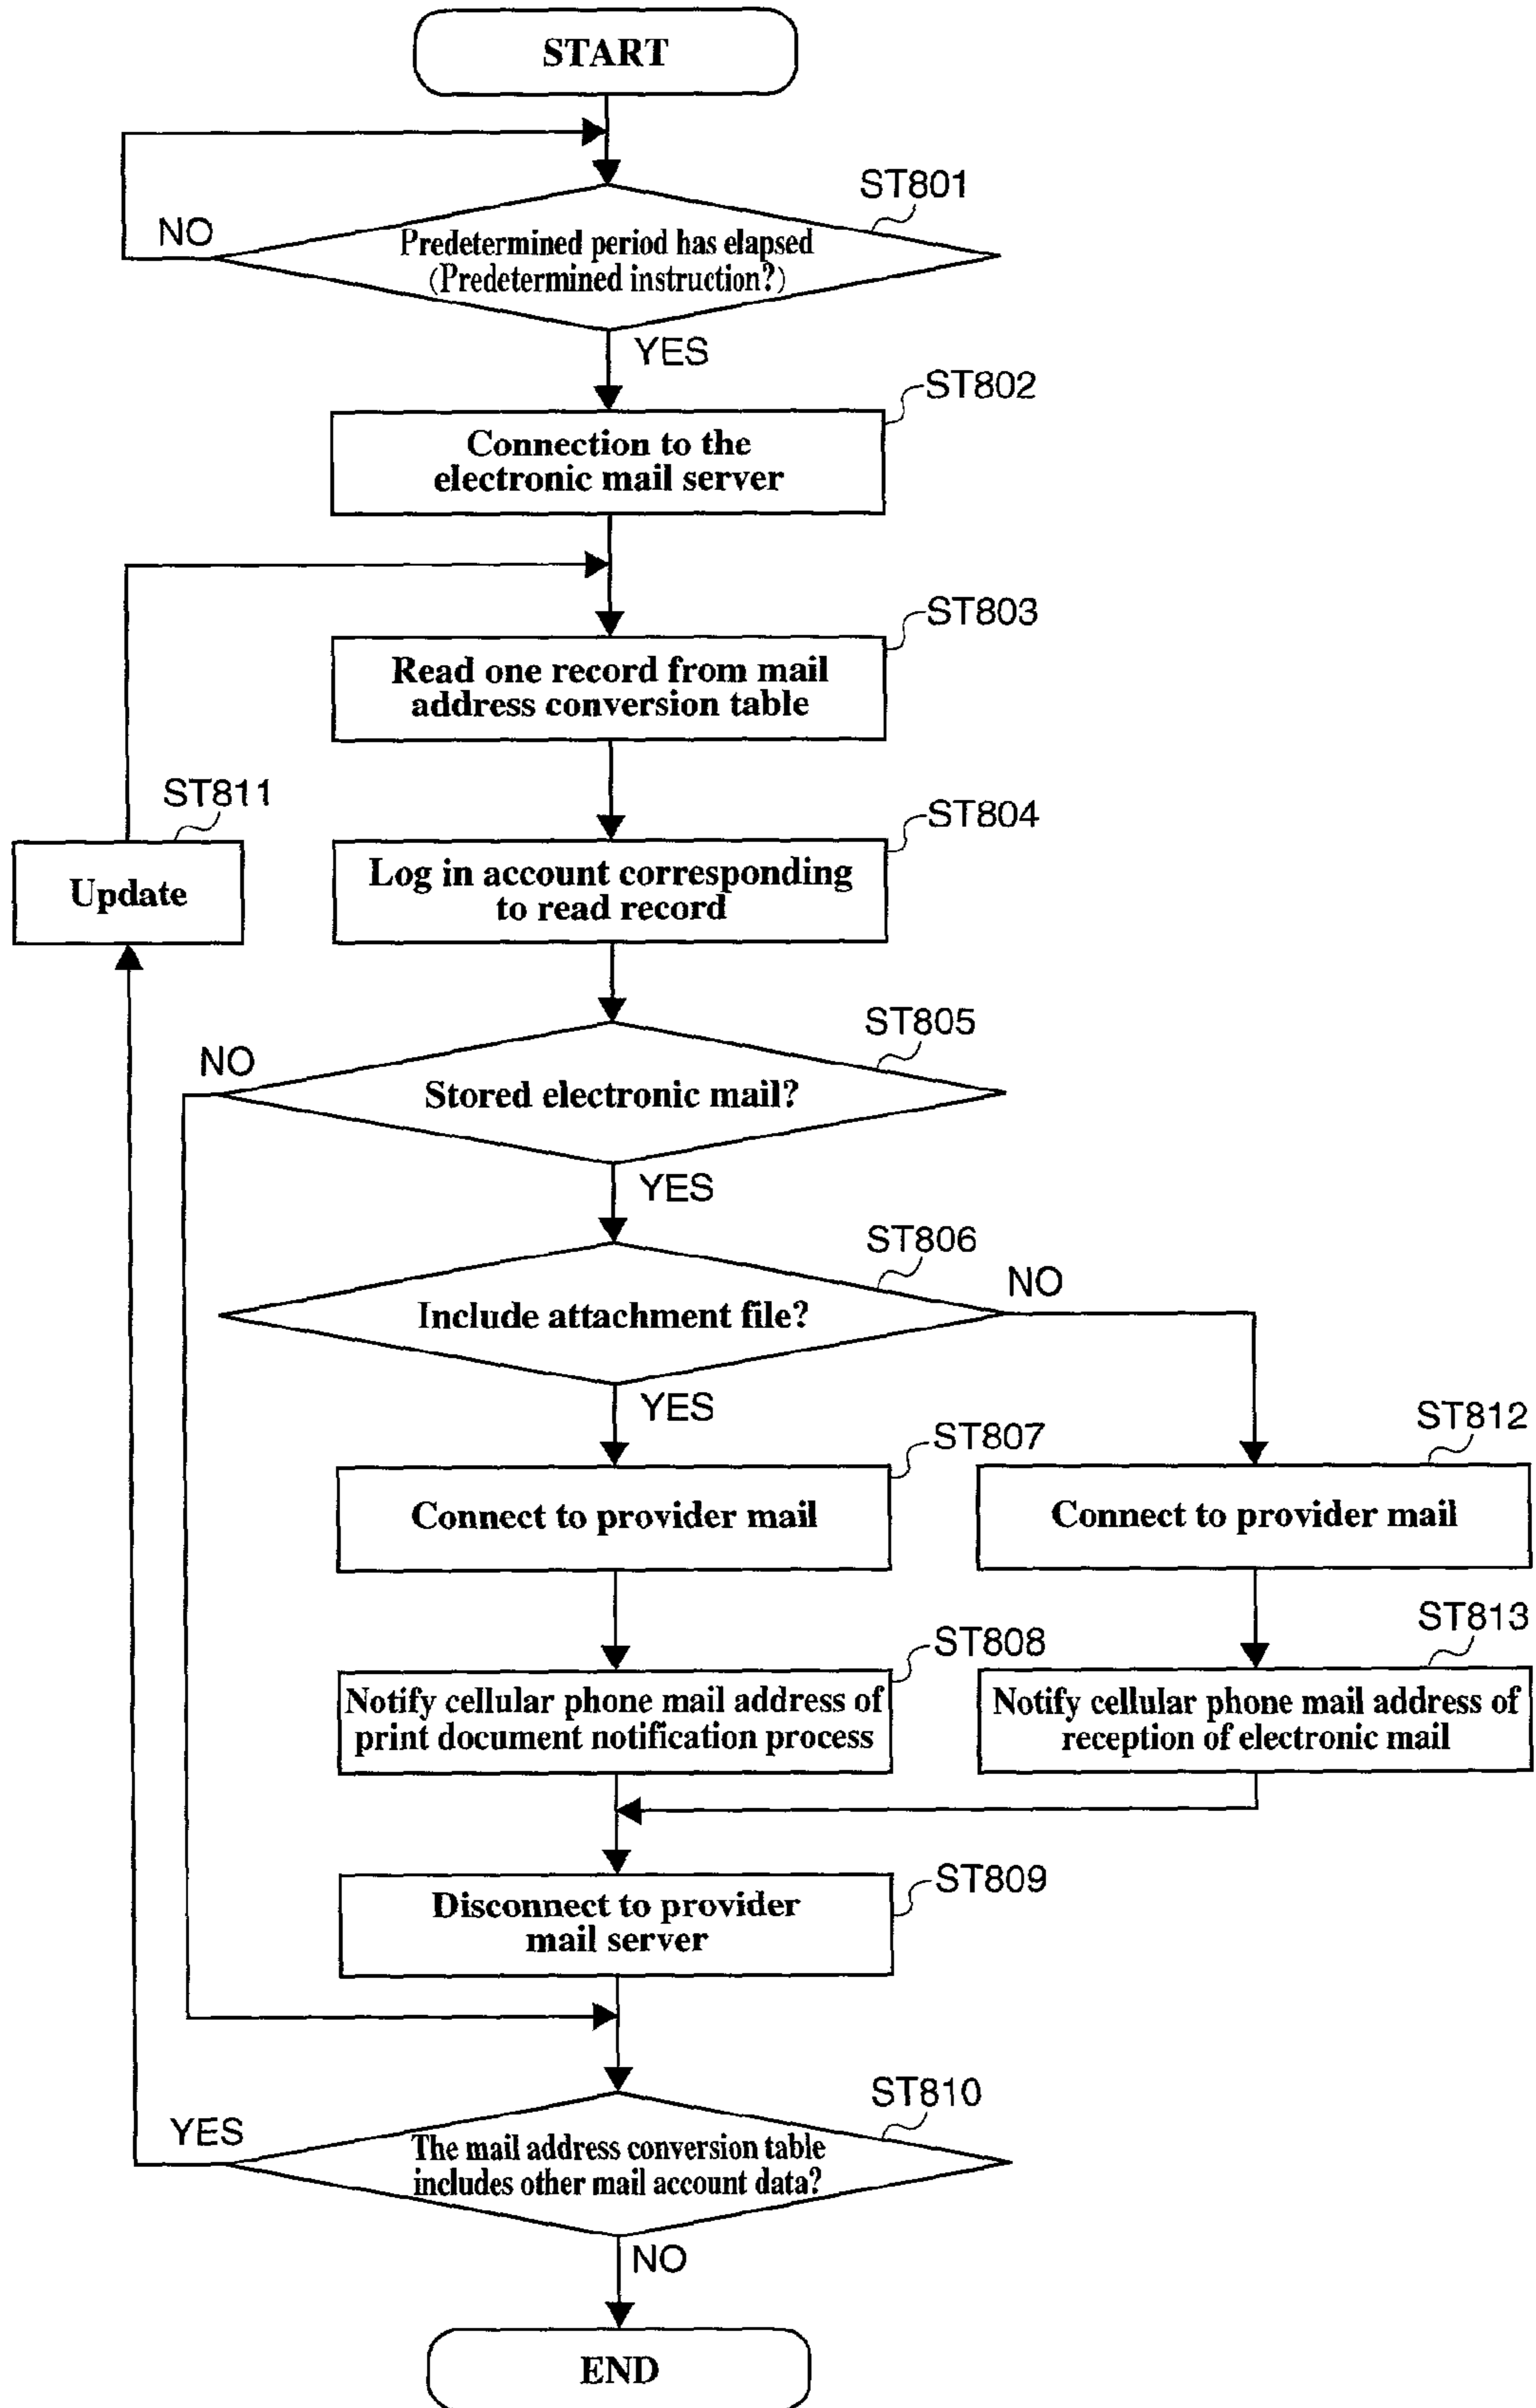 START
ST801
NO
Predetermined period has elapsed
(Predetermined instruction?)
YES
ST802
Connection to the
electronic mail server
ST803
Read one record from mail
address conversion table
ST811
Update
ST804
Log in account corresponding
to read record
ST805
NO
Stored electronic mail?
YES
ST806
NO
Include attachment file?
YES
ST807
Connect to provider mail
ST812
Connect to provider mail
ST808
Notify cellular phone mail address of
print document notification process
ST813
Notify cellular phone mail address of
reception of electronic mail
ST809
Disconnect to provider
mail server
ST810
YES
The mail address conversion table
includes other mail account data?
NO
END